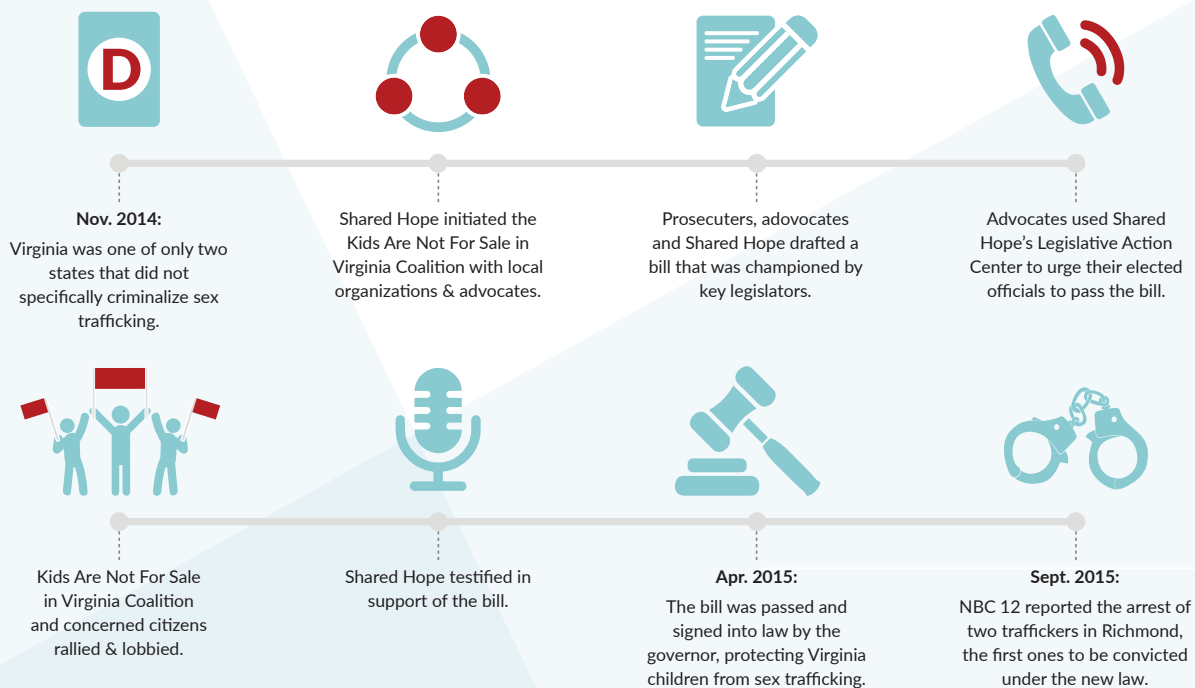 D
Nov. 2014:
Virginia was one of only two
states that did not
specifically criminalize sex
trafficking.
Shared Hope initiated the
Kids Are Not For Sale in
Virginia Coalition with local
organizations & advocates.
Prosecuters, adovocates
and Shared Hope drafted a
bill that was championed by
key legislators.
Advocates used Shared
Hope's Legislative Action
Center to urge their elected
officials to pass the bill.
Kids Are Not For Sale
in Virginia Coalition
and concerned citizens
rallied & lobbied.
Shared Hope testified in
support of the bill.
Apr. 2015:
The bill was passed and
signed into law by the
governor, protecting Virginia
children from sex trafficking.
Sept. 2015:
NBC 12 reported the arrest of
two traffickers in Richmond,
the first ones to be convicted
under the new law.